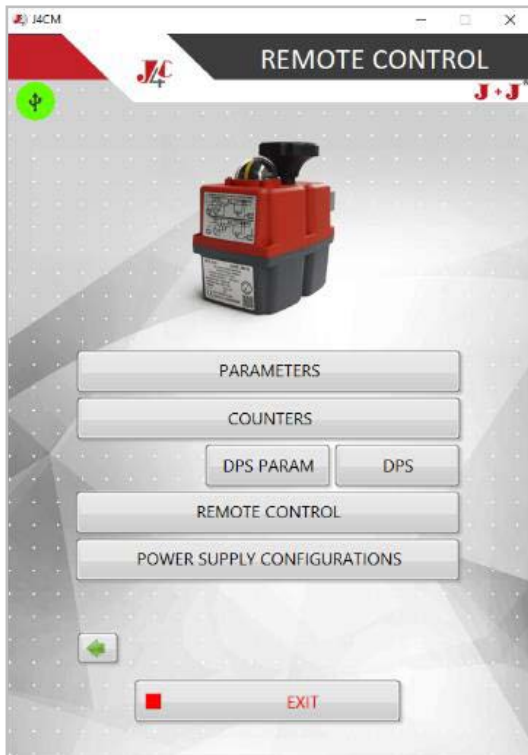 J4CM
REMOTE CONTROL
J4C
J+J
PARAMETERS
COUNTERS
DPS PARAM DPS
REMOTE CONTROL
POWER SUPPLY CONFIGURATIONS
EXIT